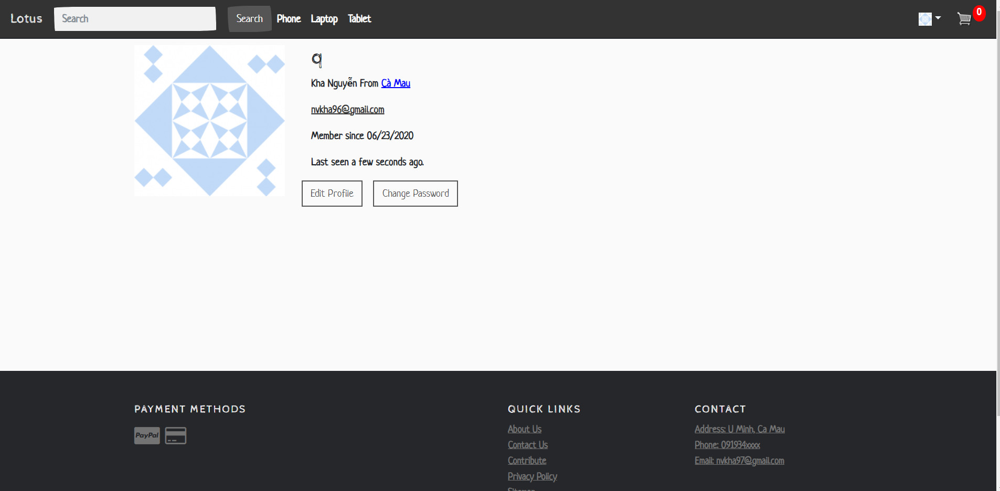 Lotus Search Search Phone Laptop Tablet 0
q
Kha Nguyễn From Cà Mau
nvkha96@gmail.com
Member since 06/23/2020
Last seen a few seconds ago.
Edit Profile Change Password
PAYMENT METHODS
PayPal
QUICK LINKS
About Us
Contact Us
Contribute
Privacy Policy
CONTACT
Address: U Minh, Ca Mau
Phone: 091934xxxx
Email: nvkha97@gmail.com